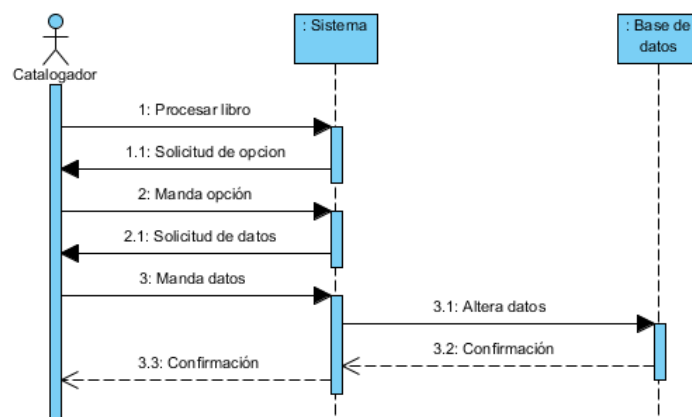 : Sistema
: Base de
datos
Catalogador
1: Procesar libro
1.1: Solicitud de opcion
2: Manda opción
2.1: Solicitud de datos
3: Manda datos
3.1: Altera datos
3.2: Confirmación
3.3: Confirmación